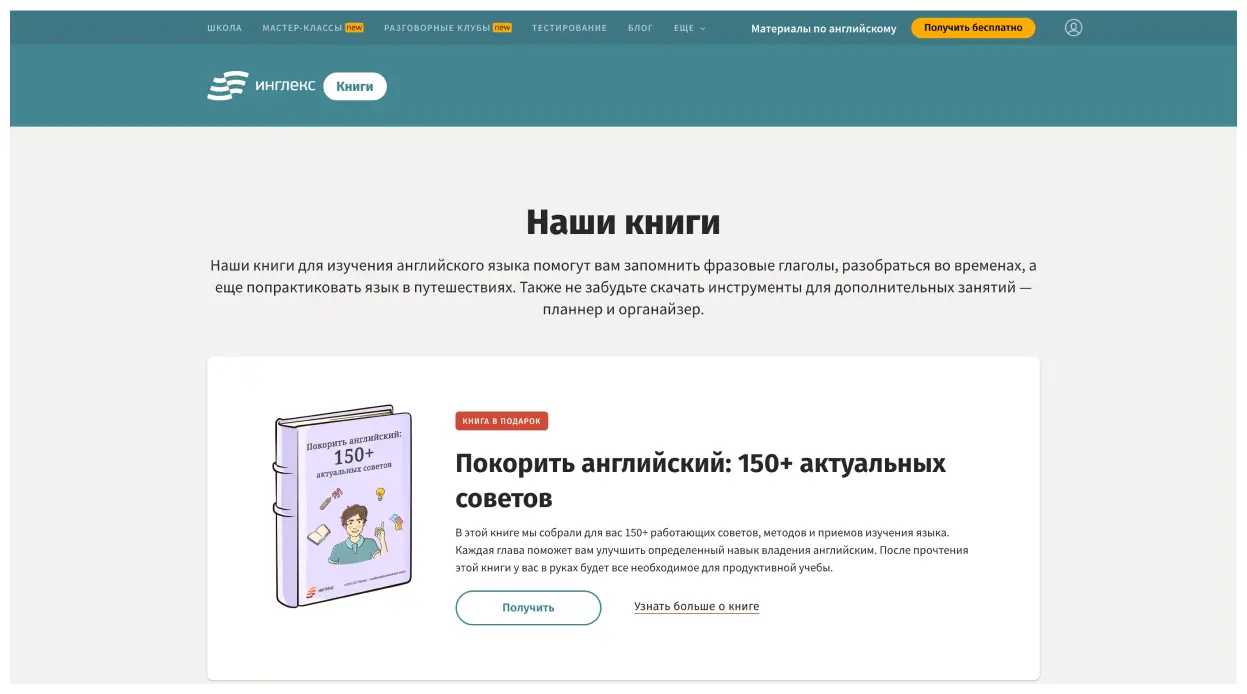 ШКОЛА МАСТЕР-КЛАССЫ new РАЗГОВОРНЫЕ КЛУБЫ new ТЕСТИРОВАНИЕ БЛОГ ЕЩЕ Материалы по английскому Получить бесплатно
инглекс Книги
Наши книги
Наши книги для изучения английского языка помогут вам запомнить фразовые глаголы, разобраться во временах, а
еще попрактиковать язык в путешествиях. Также не забудьте скачать инструменты для дополнительных занятий —
планнер и органайзер.
Покорить английский:
150+
актуальных советов
инглекс
КНИГА В ПОДАРОК
Покорить английский: 150+ актуальных
советов
В этой книге мы собрали для вас 150+ работающих советов, методов и приемов изучения языка.
Каждая глава поможет вам улучшить определенный навык владения английским. После прочтения
этой книги у вас в руках будет все необходимое для продуктивной учебы.
Получить Узнать больше о книге